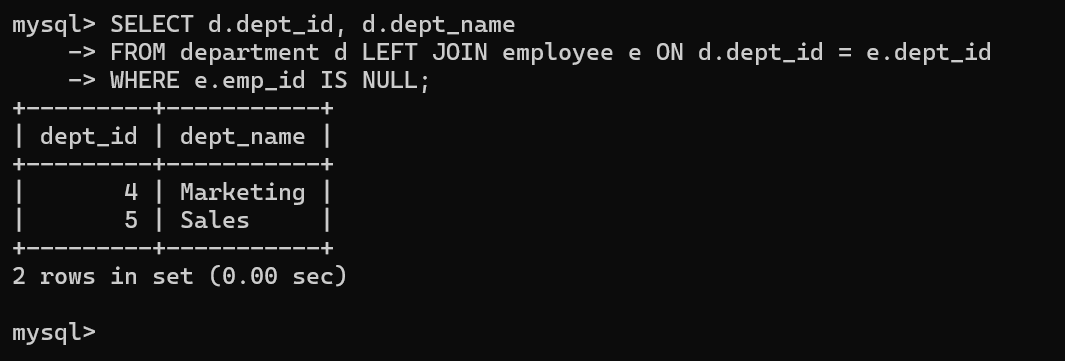 mysql> SELECT d.dept_id, d.dept_name
    -> FROM department d LEFT JOIN employee e ON d.dept_id = e.dept_id
    -> WHERE e.emp_id IS NULL;
+---------+-----------+
| dept_id | dept_name |
+---------+-----------+
|       4 | Marketing |
|       5 | Sales     |
+---------+-----------+
2 rows in set (0.00 sec)

mysql>